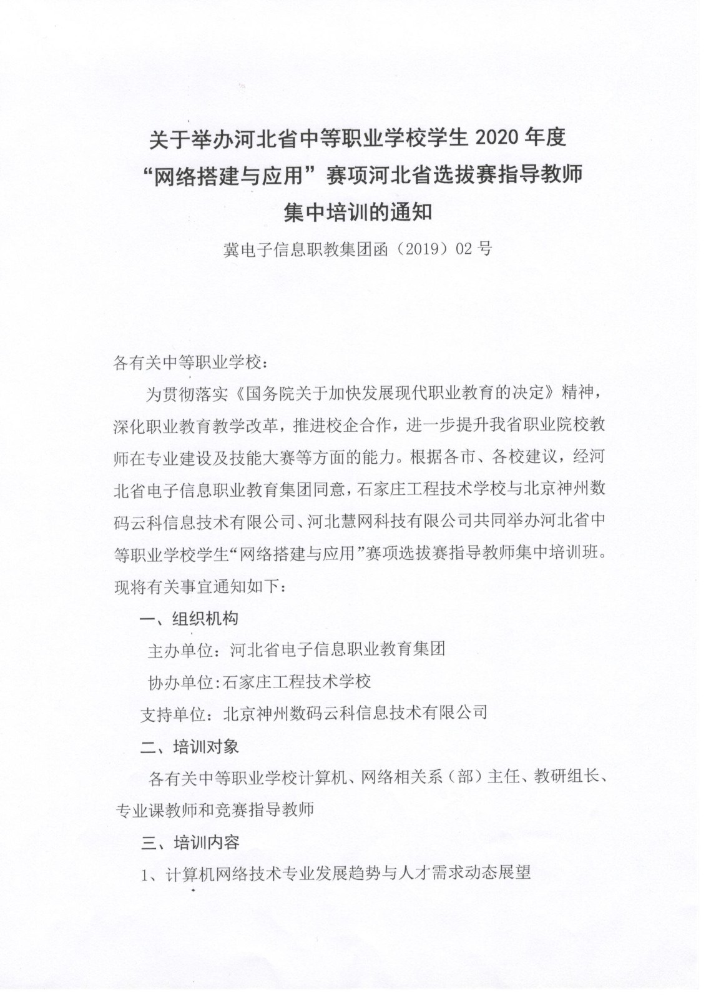 关于举办河北省中等职业学校学生 2020 年度
“网络搭建与应用”赛项河北省选拔赛指导教师
集中培训的通知
冀电子信息职教集团函（2019）02 号
各有关中等职业学校：
为贯彻落实《国务院关于加快发展现代职业教育的决定》精神，
深化职业教育教学改革，推进校企合作，进一步提升我省职业院校教
师在专业建设及技能大赛等方面的能力。根据各市、各校建议，经河
北省电子信息职业教育集团同意，石家庄工程技术学校与北京神州数
码云科信息技术有限公司、河北慧网科技有限公司共同举办河北省中
等职业学校学生“网络搭建与应用”赛项选拔赛指导教师集中培训班。
现将有关事宜通知如下：
一、组织机构
主办单位：河北省电子信息职业教育集团
协办单位:石家庄工程技术学校
支持单位：北京神州数码云科信息技术有限公司
二、培训对象
各有关中等职业学校计算机、网络相关系（部）主任、教研组长、
专业课教师和竞赛指导教师
三、培训内容
1、计算机网络技术专业发展趋势与人才需求动态展望